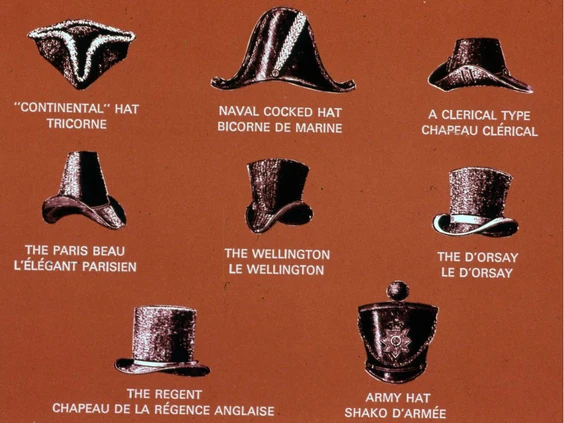 "CONTINENTAL" HAT
TRICORNE
NAVAL COCKED HAT
BICORNE DE MARINE
A CLERICAL TYPE
CHAPEAU CLÉRICAL
THE PARIS BEAU
L'ÉLÉGANT PARISIEN
THE WELLINGTON
LE WELLINGTON
THE D'ORSAY
LE D'ORSAY
THE REGENT
CHAPEAU DE LA RÉGENCE ANGLAISE
ARMY HAT
SHAKO D'ARMÉE